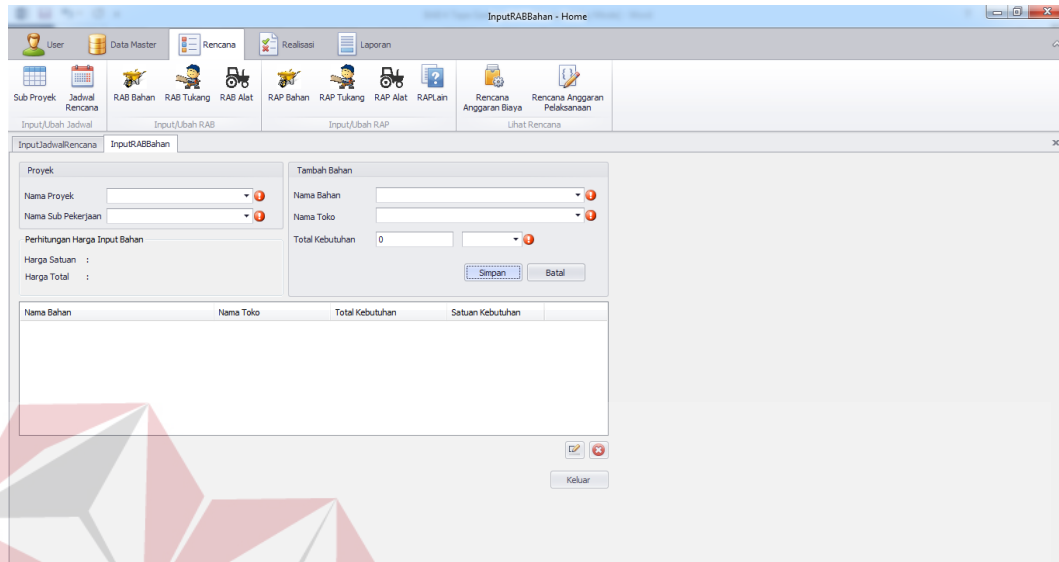 InputRABBahan - Home
User Data Master Rencana Realisasi Laporan
Sub Proyek Jadwal Rencana RAB Bahan RAB Tukang RAB Alat RAP Bahan RAP Tukang RAP Alat RAPLain Rencana Anggaran Biaya Rencana Anggaran Pelaksanaan
Input/Ubah Jadwal Input/Ubah RAB Input/Ubah RAP Lihat Rencana
InputJadwalRencana InputRABBahan
Proyek
Nama Proyek
Nama Sub Pekerjaan
Perhitungan Harga Input Bahan
Harga Satuan :
Harga Total :
Tambah Bahan
Nama Bahan
Nama Toko
Total Kebutuhan 0
Simpan Batal
Nama Bahan Nama Toko Total Kebutuhan Satuan Kebutuhan
Keluar